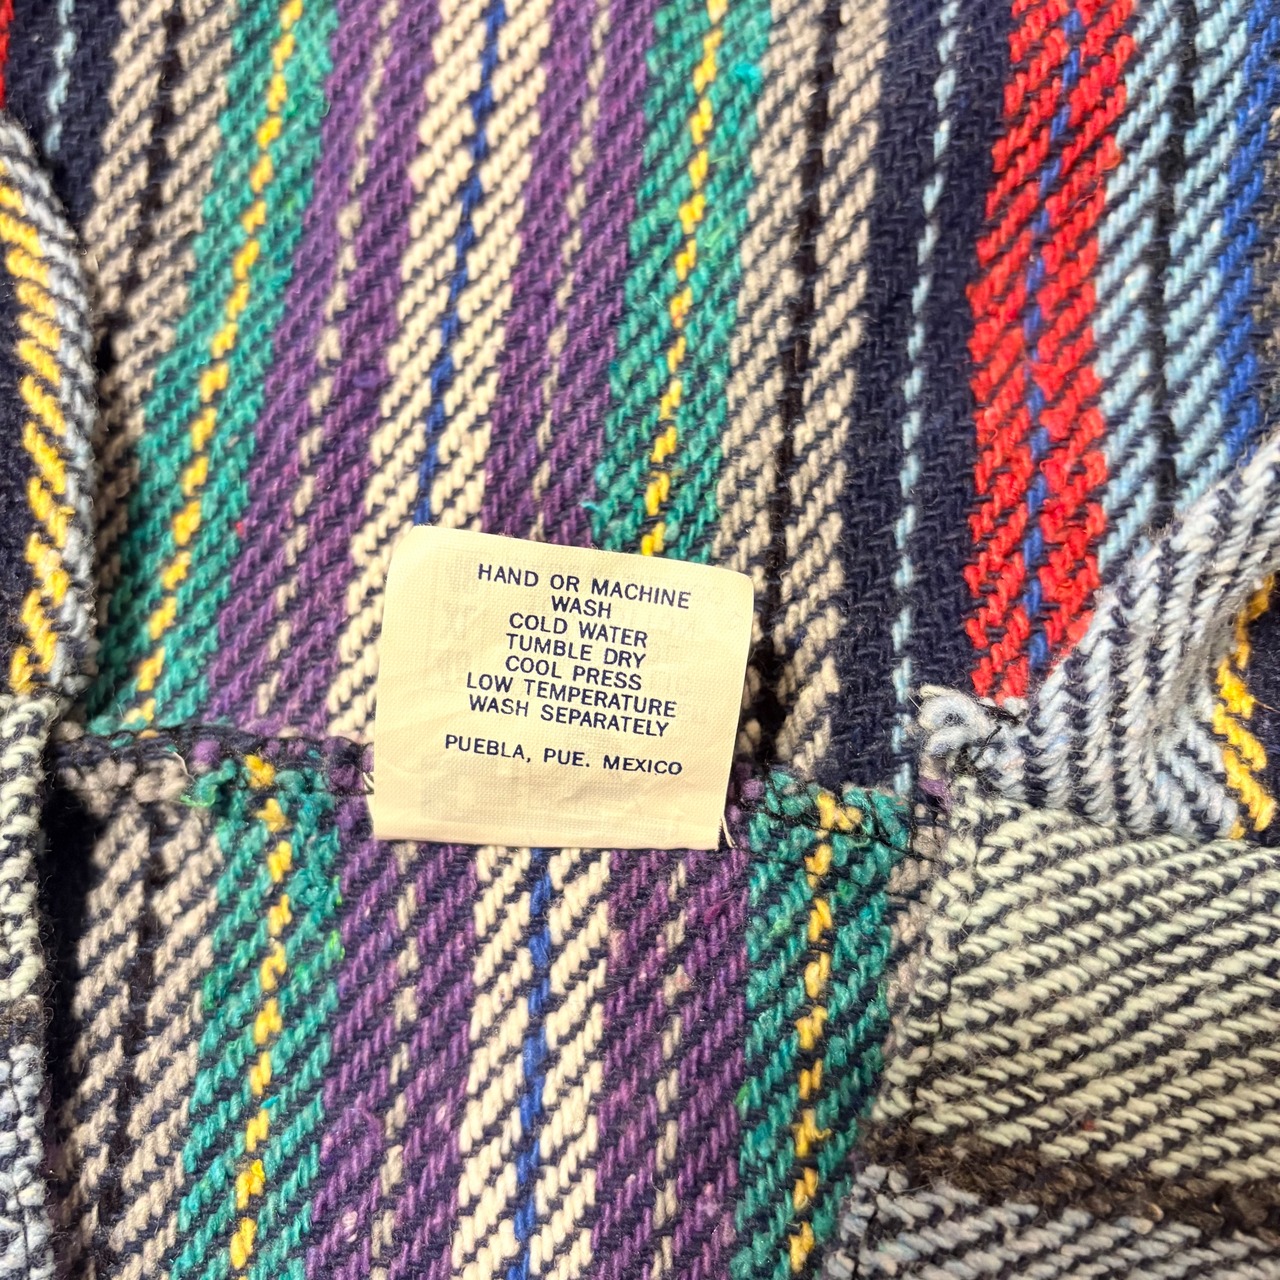 HAND OR MACHINE
WASH
COLD WATER
TUMBLE DRY
COOL PRESS
LOW TEMPERATURE
WASH SEPARATELY
PUEBLA, PUE. MEXICO